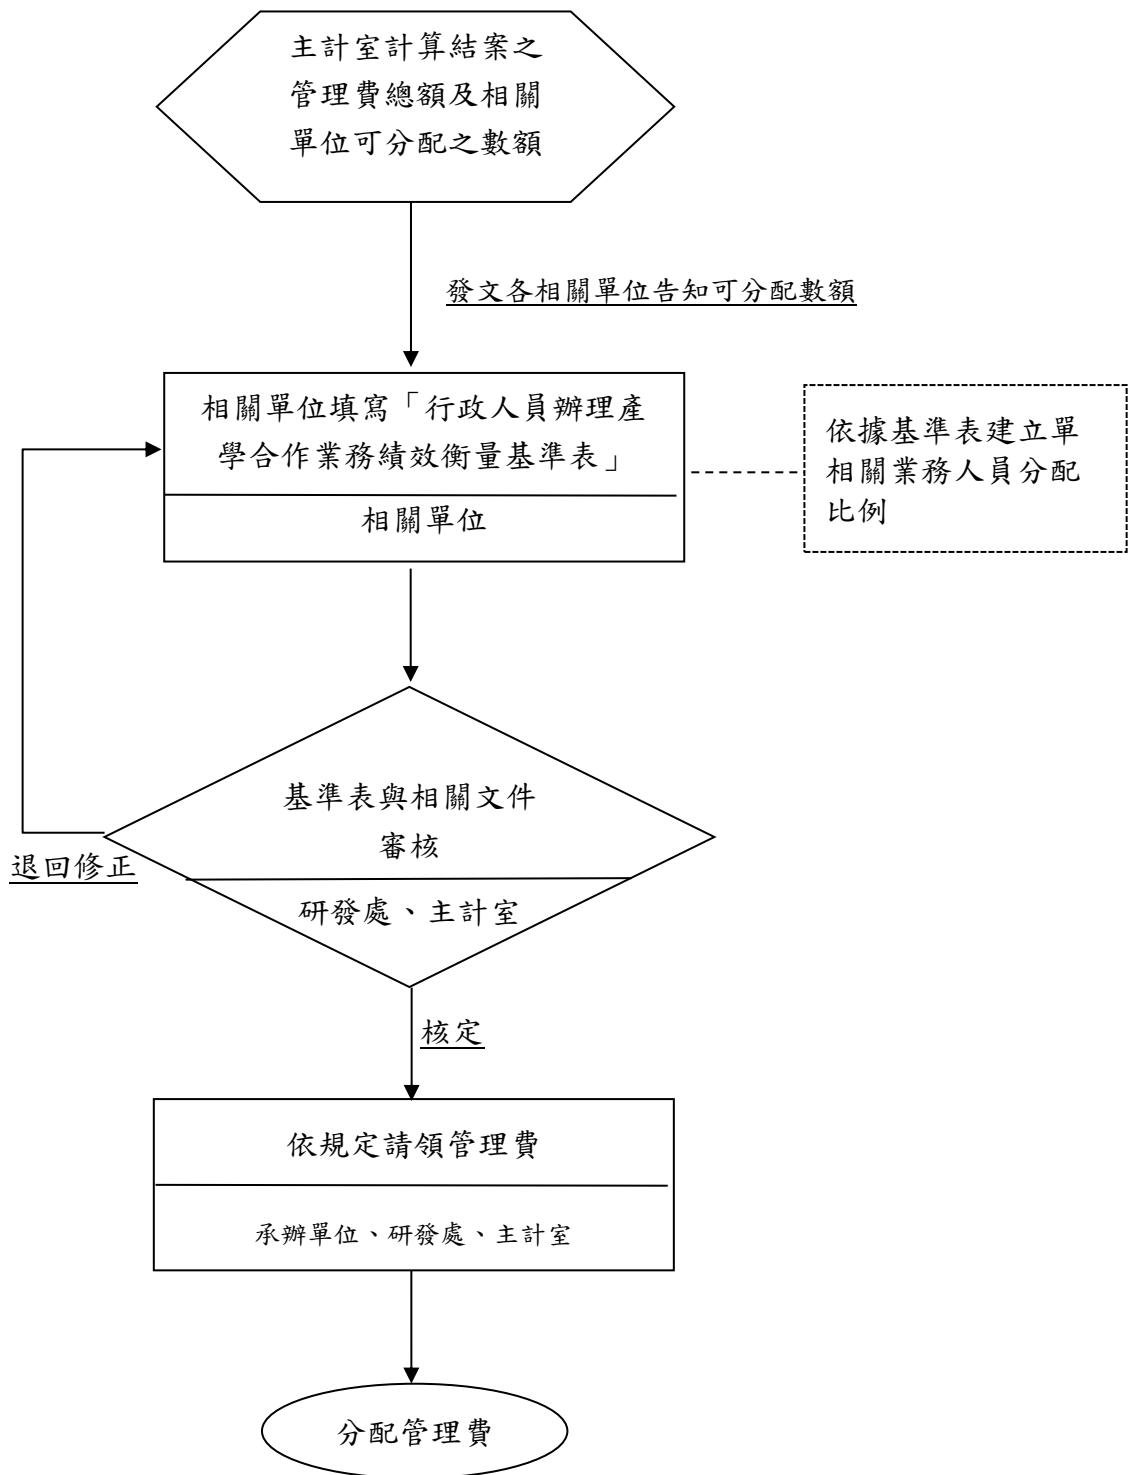 主計室計算結案之
管理費總額及相關
單位可分配之數額
發文各相關單位告知可分配數額
相關單位填寫「行政人員辦理產
學合作業務績效衡量基準表」
相關單位
依據基準表建立單
相關業務人員分配
比例
基準表與相關文件
審核
退回修正
研發處、主計室
核定
依規定請領管理費
承辦單位、研發處、主計室
分配管理費